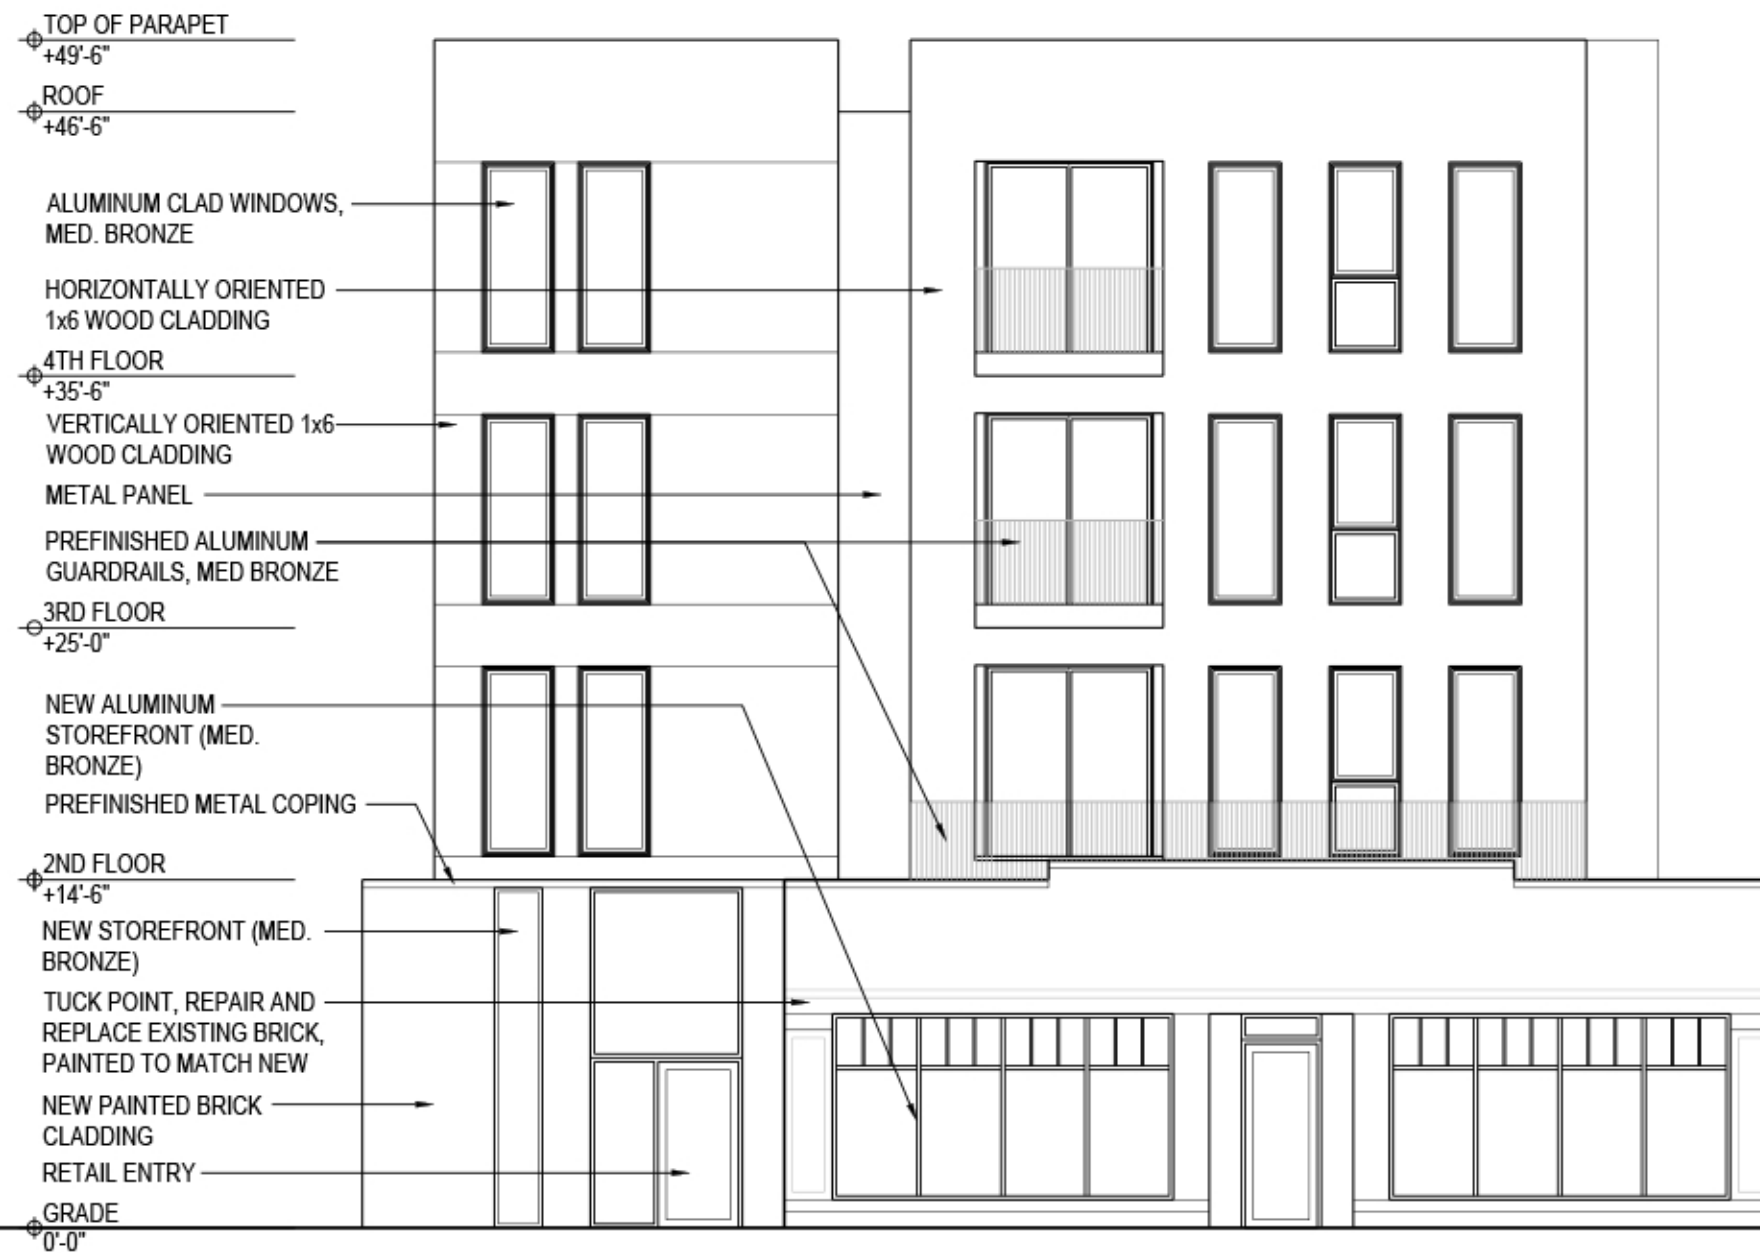 TOP OF PARAPET
+49'-6"
ROOF
+46'-6"
ALUMINUM CLAD WINDOWS,
MED. BRONZE
HORIZONTALLY ORIENTED
1x6 WOOD CLADDING
4TH FLOOR
+35'-6"
VERTICALLY ORIENTED 1x6
WOOD CLADDING
METAL PANEL
PREFINISHED ALUMINUM
GUARDRAILS, MED BRONZE
3RD FLOOR
+25'-0"
NEW ALUMINUM
STOREFRONT (MED.
BRONZE)
PREFINISHED METAL COPING
2ND FLOOR
+14'-6"
NEW STOREFRONT (MED.
BRONZE)
TUCK POINT, REPAIR AND
REPLACE EXISTING BRICK,
PAINTED TO MATCH NEW
NEW PAINTED BRICK
CLADDING
RETAIL ENTRY
GRADE
0'-0"